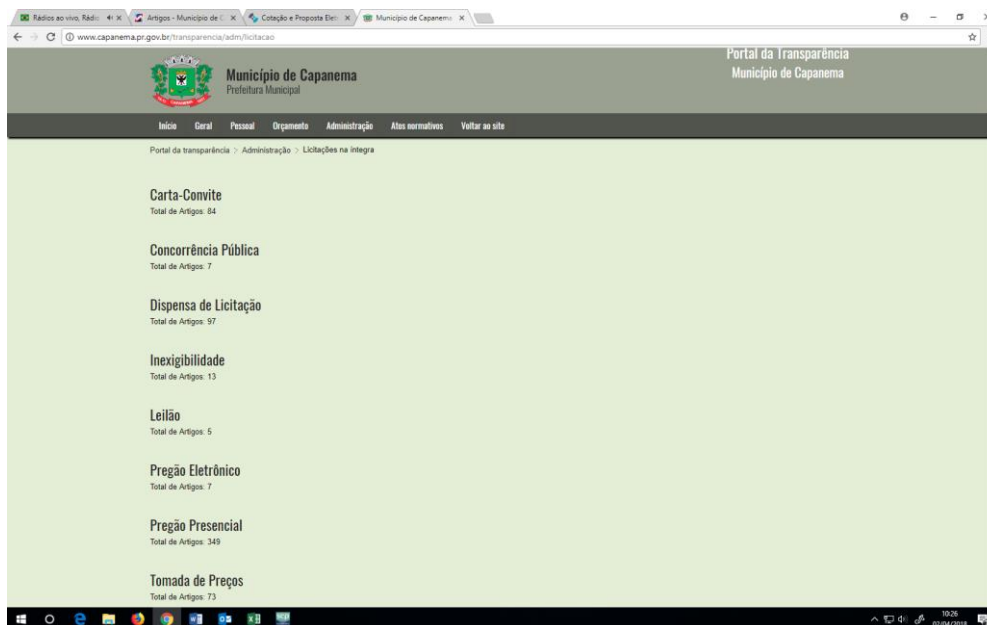 Rádios ao vivo, Rádio
Artigos - Município de C
Cotação e Proposta Elet
Município de Capanema
www.capanema.pr.gov.br/transparencia/adm/licitacao
Portal da Transparência
Município de Capanema
Município de Capanema
Prefeitura Municipal
Início Geral Pessoal Orçamento Administração Atos normativos Voltar ao site
Portal da transparência > Administração > Licitações na íntegra
Carta-Convite
Total de Artigos: 84
Concorrência Pública
Total de Artigos: 7
Dispensa de Licitação
Total de Artigos: 97
Inexigibilidade
Total de Artigos: 13
Leilão
Total de Artigos: 5
Pregão Eletrônico
Total de Artigos: 7
Pregão Presencial
Total de Artigos: 349
Tomada de Preços
Total de Artigos: 73
10:26
02/04/2018